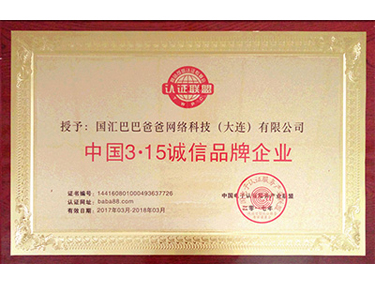 认证联盟
授予：国汇巴巴爸爸网络科技（大连）有限公司
中国3·15诚信品牌企业
证书编号：144160801000493637726
认证网址：baba88.com
有效日期：2017年03月-2018年03月
中国电子认证服务产业联盟
二零一七年